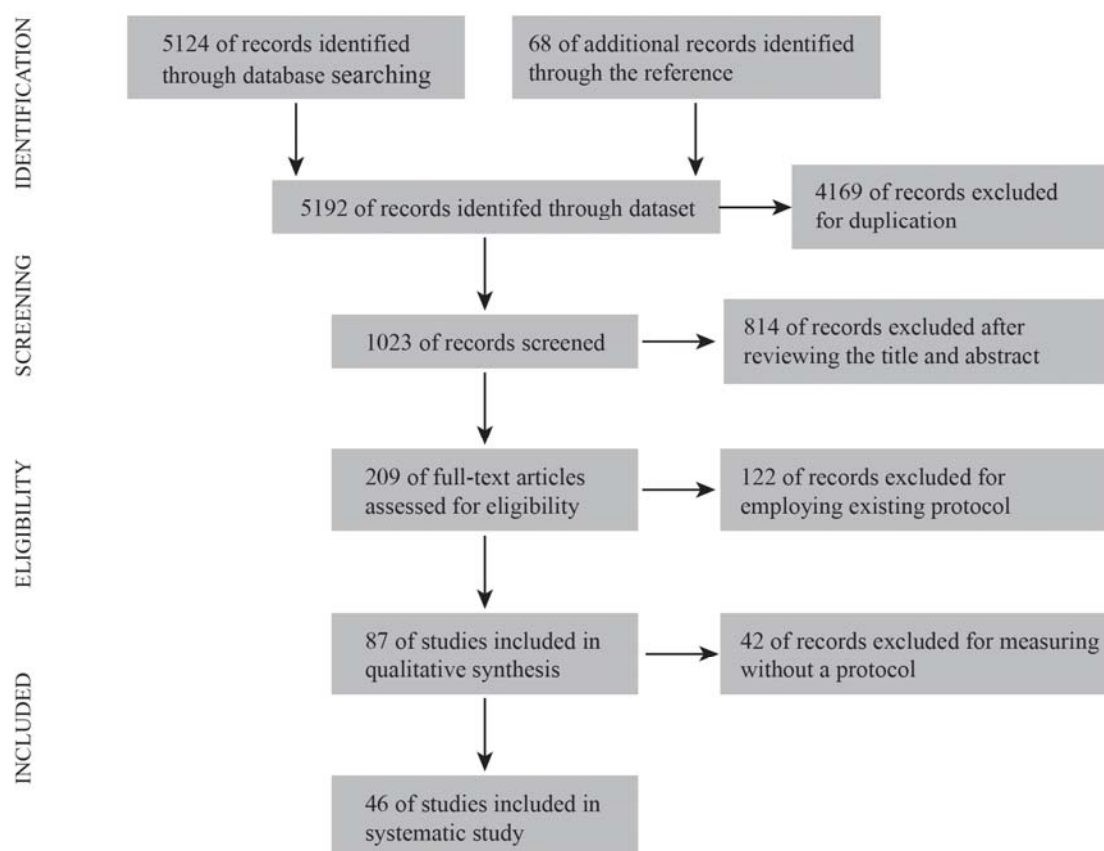 IDENTIFICATION
5124 of records identified
through database searching
68 of additional records identified
through the reference
5192 of records identifed through dataset
4169 of records excluded
for duplication
SCREENING
1023 of records screened
814 of records excluded after
reviewing the title and abstract
ELIGIBILITY
209 of full-text articles
assessed for eligibility
122 of records excluded for
employing existing protocol
87 of studies included in
qualitative synthesis
42 of records excluded for measuring
without a protocol
INCLUDED
46 of studies included in
systematic study